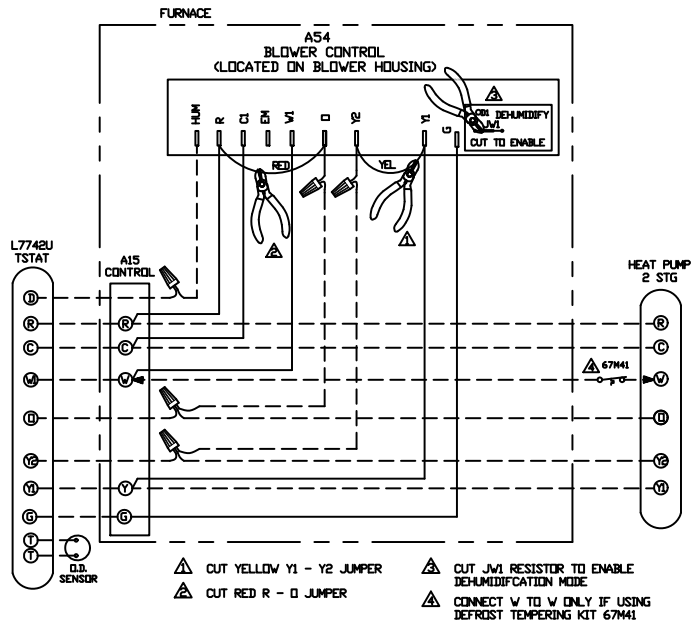 FURNACE
A54
BLOWER CONTROL
(LOCATED ON BLOWER HOUSING)
3
HUM R C1 EM W1 O Y2 Y1 G
OD1 DEHUMIDIFY
JW1
CUT TO ENABLE
RED YEL
2
1
L7742U
TSTAT
A15
CONTROL
HEAT PUMP
2 STG
D
R R R
C C C
W1 W W
4 67M41
P
O O
Y2 Y2
Y1 Y Y1
G G
T
T
O.D.
SENSOR
1 CUT YELLOW Y1 - Y2 JUMPER
2 CUT RED R - O JUMPER
3 CUT JW1 RESISTOR TO ENABLE
DEHUMIDIFCATION MODE
4 CONNECT W TO W ONLY IF USING
DEFROST TEMPERING KIT 67M41